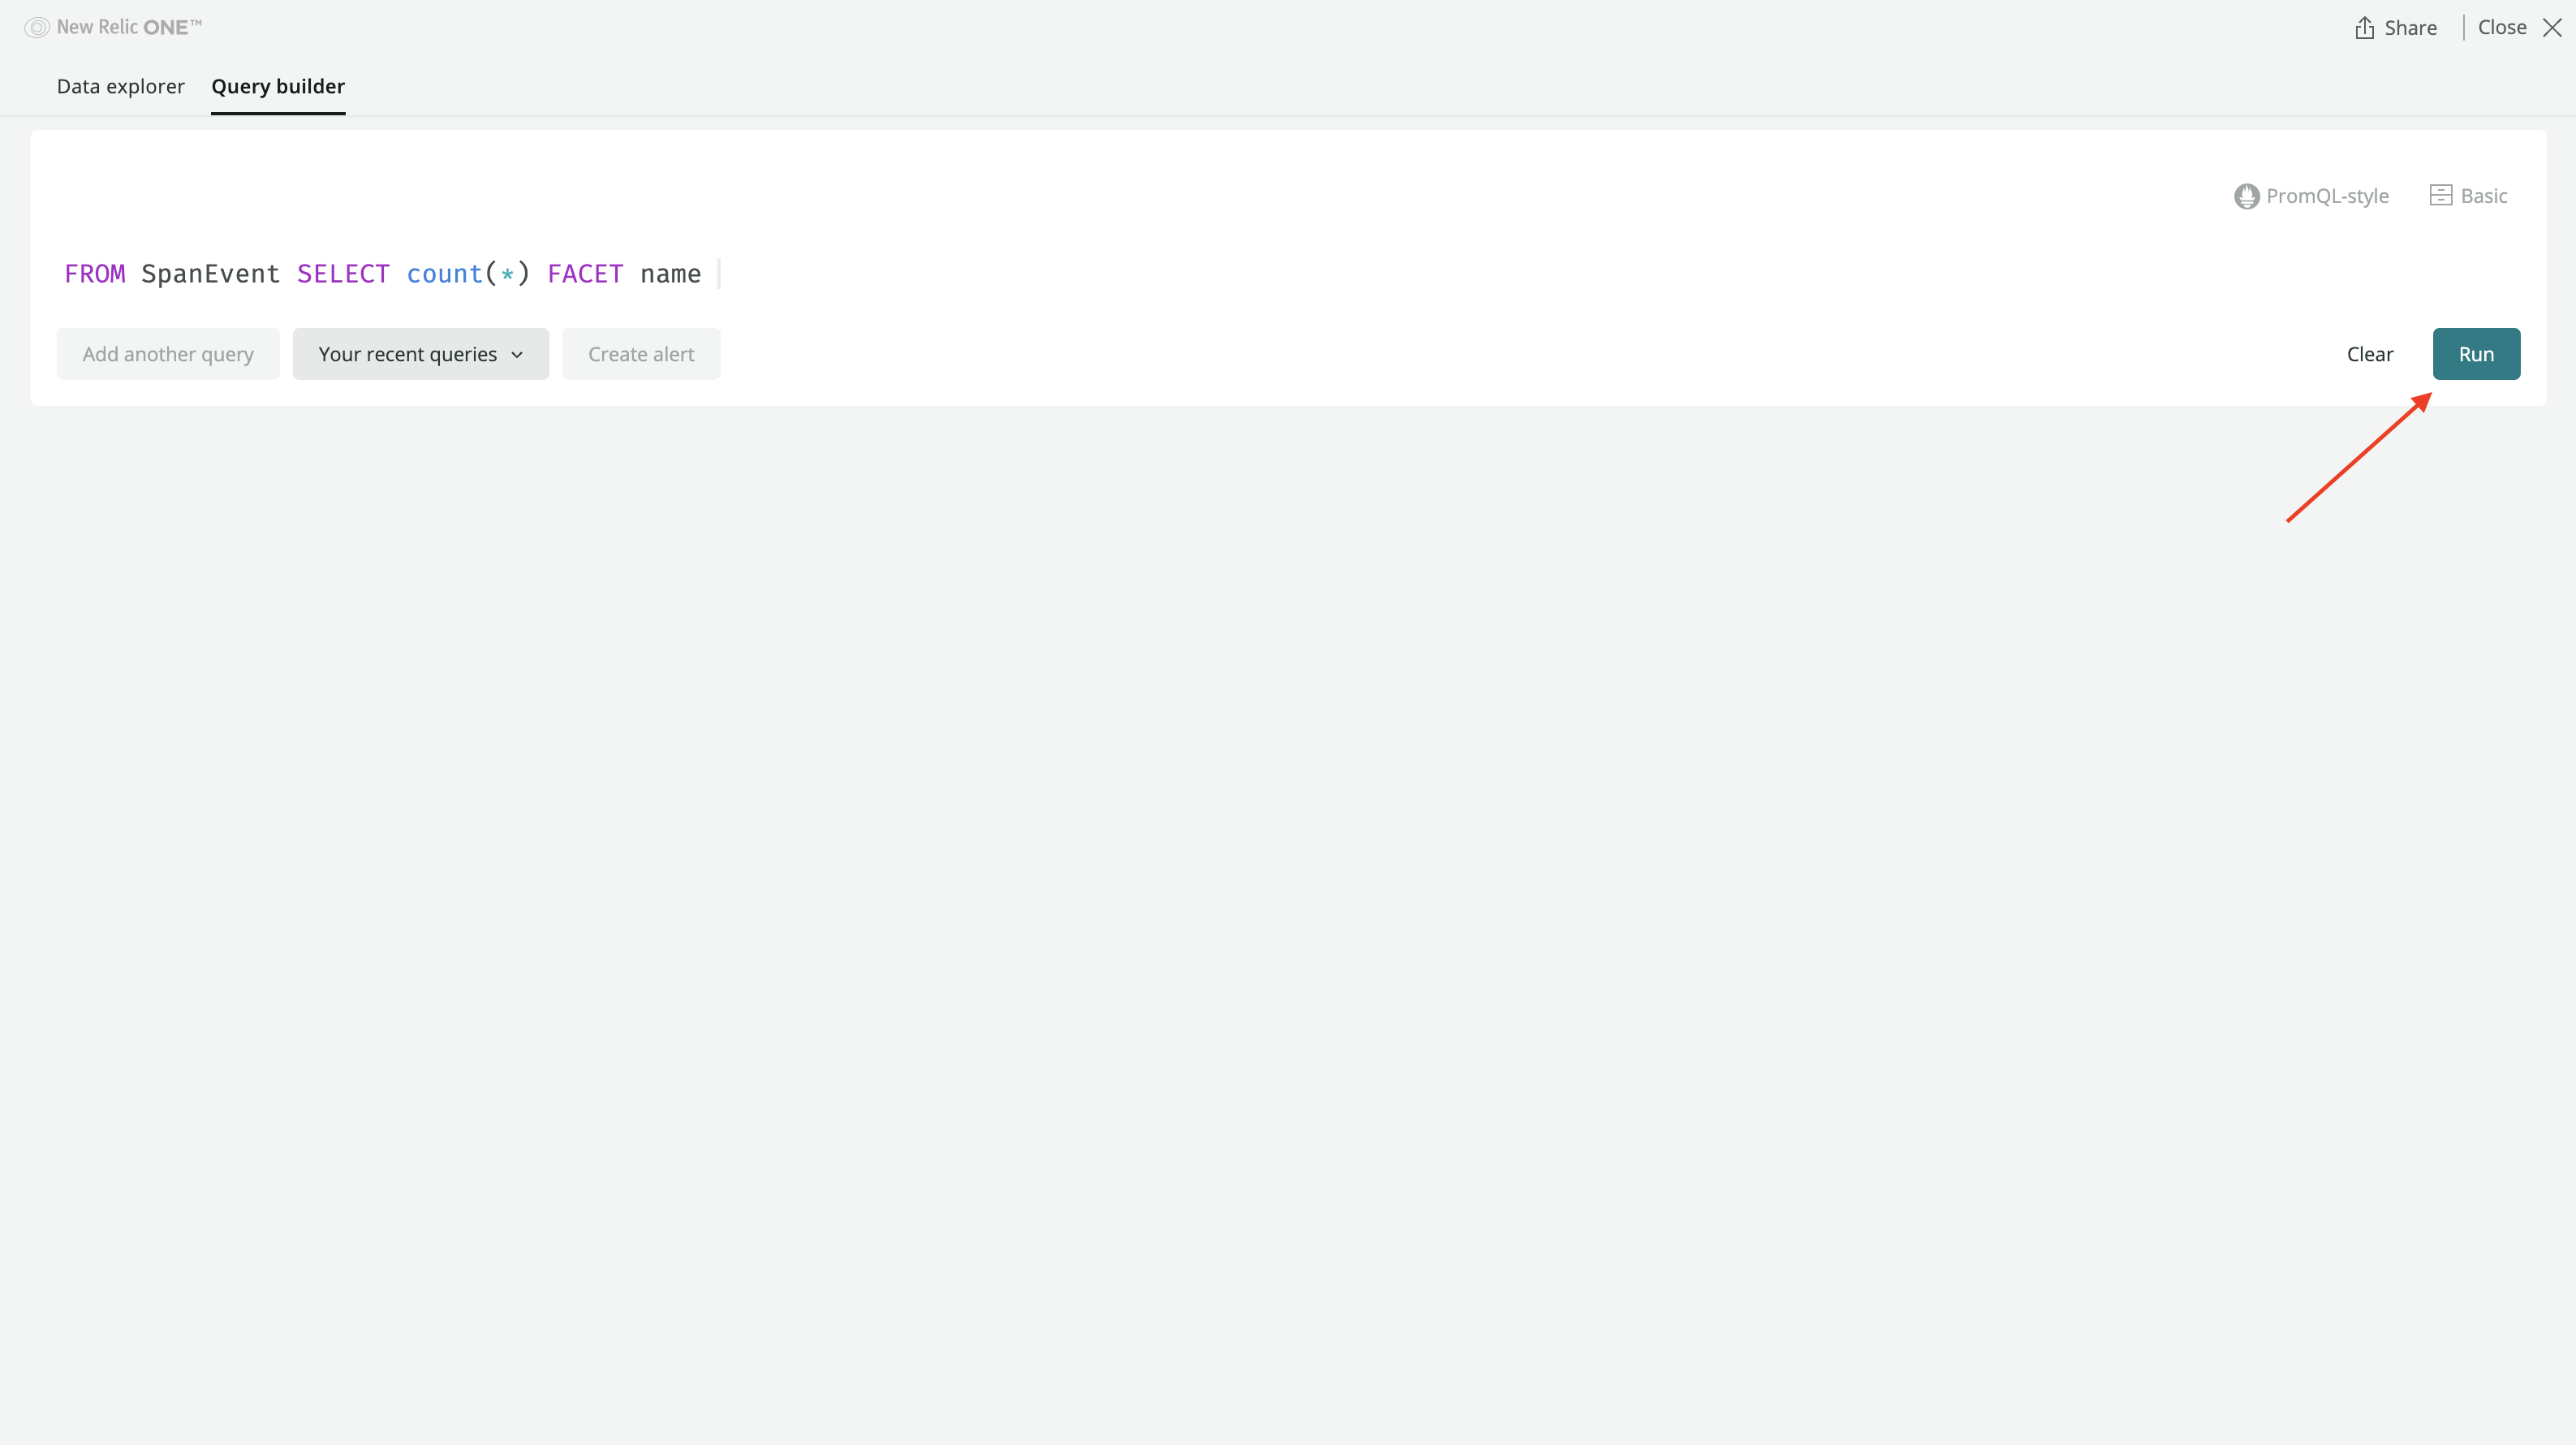 New Relic ONE™
Share
Close
Data explorer
Query builder
PromQL-style
Basic
FROM SpanEvent SELECT count(*) FACET name
Add another query
Your recent queries
Create alert
Clear
Run